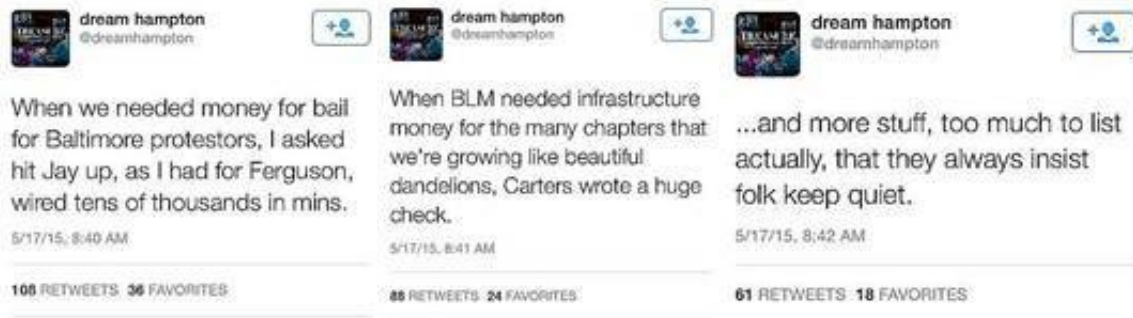 dream hampton
@dreamhampton
When we needed money for bail
for Baltimore protestors, I asked
hit Jay up, as I had for Ferguson,
wired tens of thousands in mins.
5/17/15, 8:40 AM
108 RETWEETS 36 FAVORITES
dream hampton
@dreamhampton
When BLM needed infrastructure
money for the many chapters that
we're growing like beautiful
dandelions, Carters wrote a huge
check.
5/17/15, 8:41 AM
88 RETWEETS 24 FAVORITES
dream hampton
@dreamhampton
...and more stuff, too much to list
actually, that they always insist
folk keep quiet.
5/17/15, 8:42 AM
61 RETWEETS 18 FAVORITES